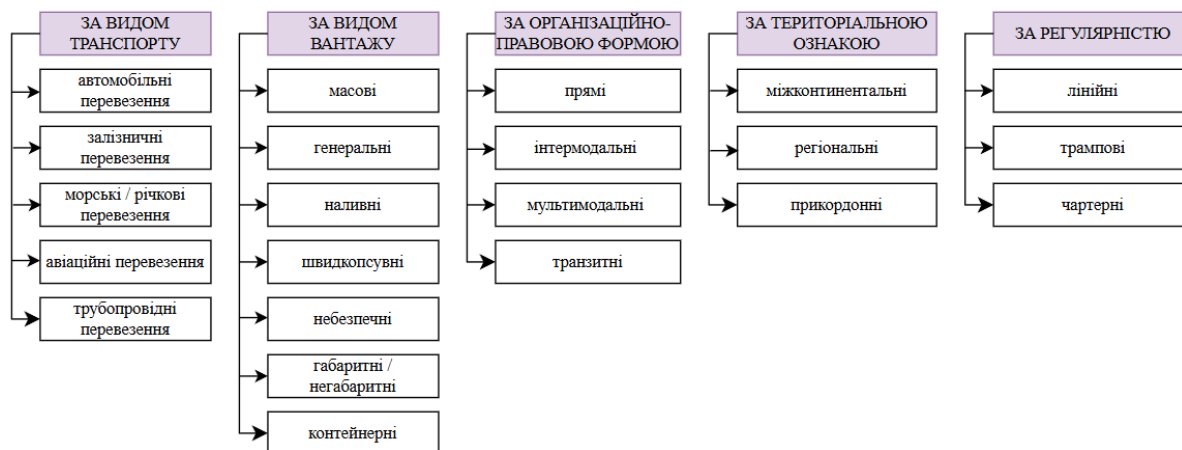 ЗА ВИДОМ
ТРАНСПОРТУ
автомобільні
перевезення
залізничні
перевезення
морські / річкові
перевезення
авіаційні перевезення
трубопровідні
перевезення
ЗА ВИДОМ
ВАНТАЖУ
масові
генеральні
наливні
швидкопсувні
небезпечні
габаритні /
негабаритні
контейнерні
ЗА ОРГАНІЗАЦІЙНО-
ПРАВОВОЮ ФОРМОЮ
прямі
інтермодальні
мультимодальні
транзитні
ЗА ТЕРИТОРІАЛЬНОЮ
ОЗНАКОЮ
міжконтинентальні
регіональні
прикордонні
ЗА РЕГУЛЯРНІСТЮ
лінійні
трампові
чартерні